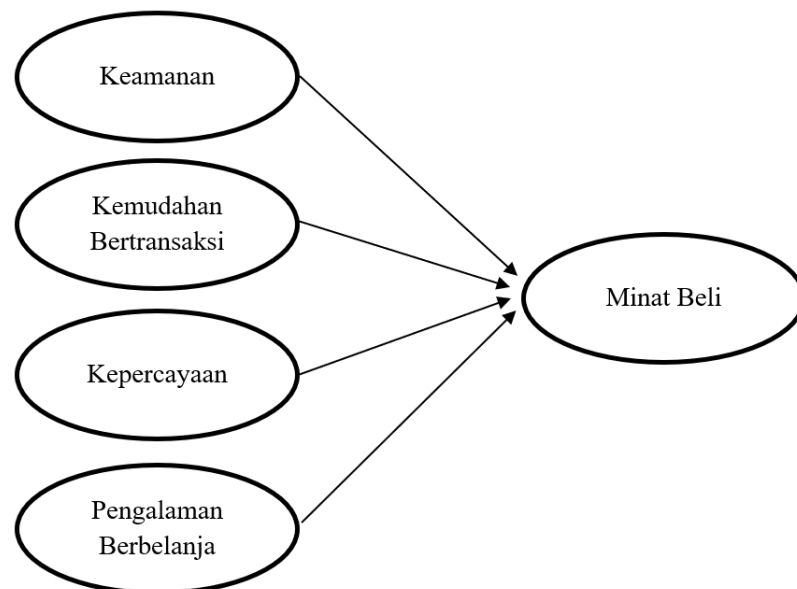 Keamanan
Kemudahan
Bertransaksi
Minat Beli
Kepercayaan
Pengalaman
Berbelanja